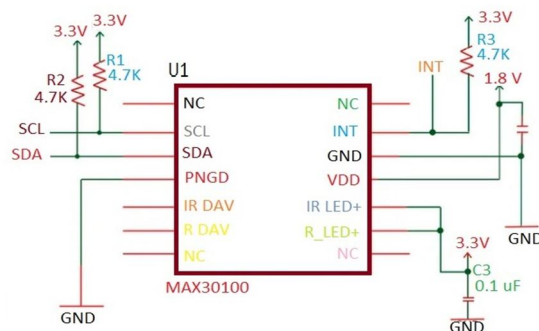 3.3V
3.3V
R1
4.7K
R2
4.7K
U1
SCL
SDA
NC
SCL
SDA
PNGD
IR DAV
R DAV
NC
NC
INT
GND
VDD
IR LED+
R_LED+
NC
MAX30100
GND
INT
3.3V
R3
4.7K
1.8 V
GND
3.3V
C3
0.1 uF
GND